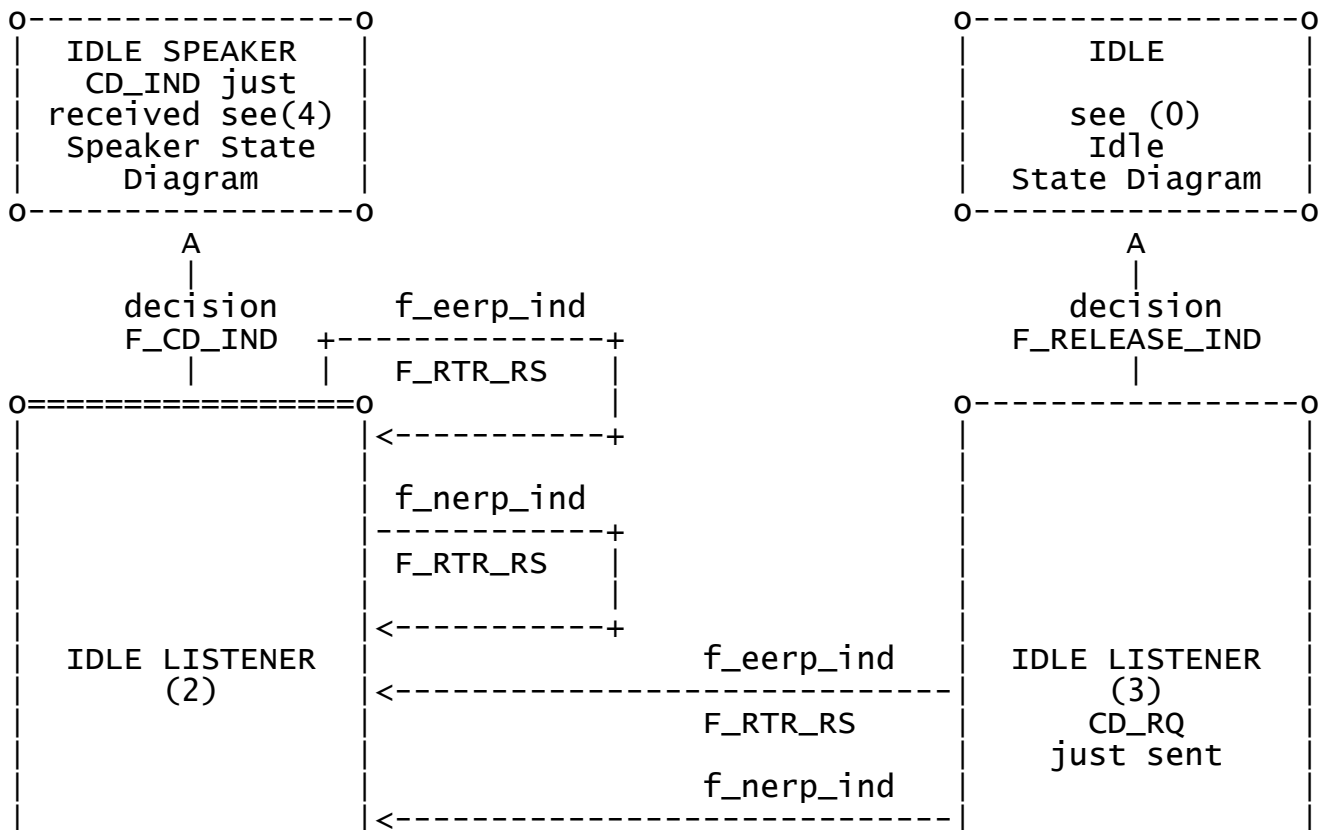 IDLE SPEAKER IDLE
CD_IND just
received see(4) see (0)
Speaker State Idle
Diagram State Diagram
A A
decision f_eerp_ind decision
F_CD_IND F_RELEASE_IND
F_RTR_RS
f_nerp_ind
F_RTR_RS
IDLE LISTENER f_eerp_ind IDLE LISTENER
(2) (3)
F_RTR_RS CD_RQ
just sent
f_nerp_ind